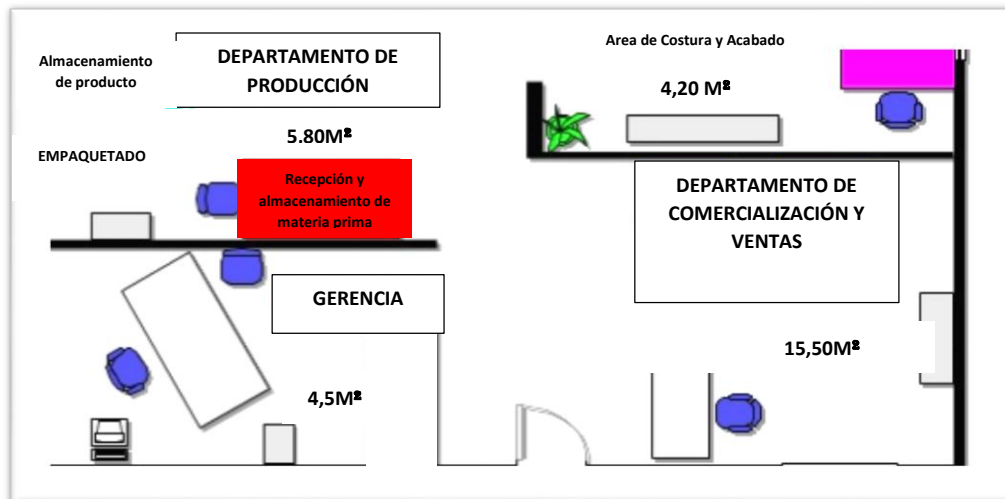 Almacenamiento
de producto
DEPARTAMENTO DE
PRODUCCIÓN
5.80M²
EMPAQUETADO
Recepción y
almacenamiento de
materia prima
GERENCIA
4,5M²
Area de Costura y Acabado
4,20 M²
DEPARTAMENTO DE
COMERCIALIZACIÓN Y
VENTAS
15,50M²